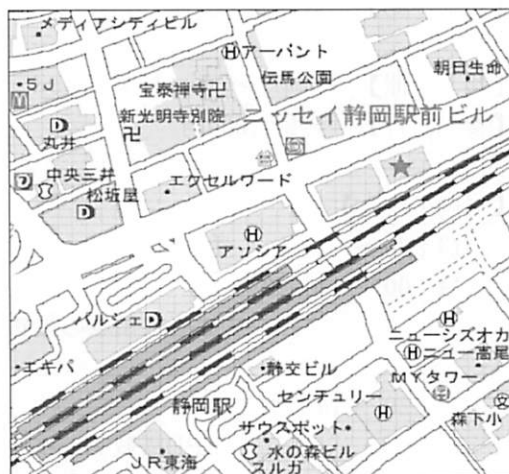 メディアシティビル
アーバント
5J
宝泰禅寺
伝馬公園
朝日生命
新光明寺別院
ニッセイ静岡駅前ビル
丸井
中央三井
松坂屋
エクセルワード
アソシア
パルシェ
エキパ
静交ビル
ニューシズオカ
ニュー高尾
センチュリー
MYタワー
静岡駅
サウスポット
森下小
水の森ビル
JR東海
スルガ